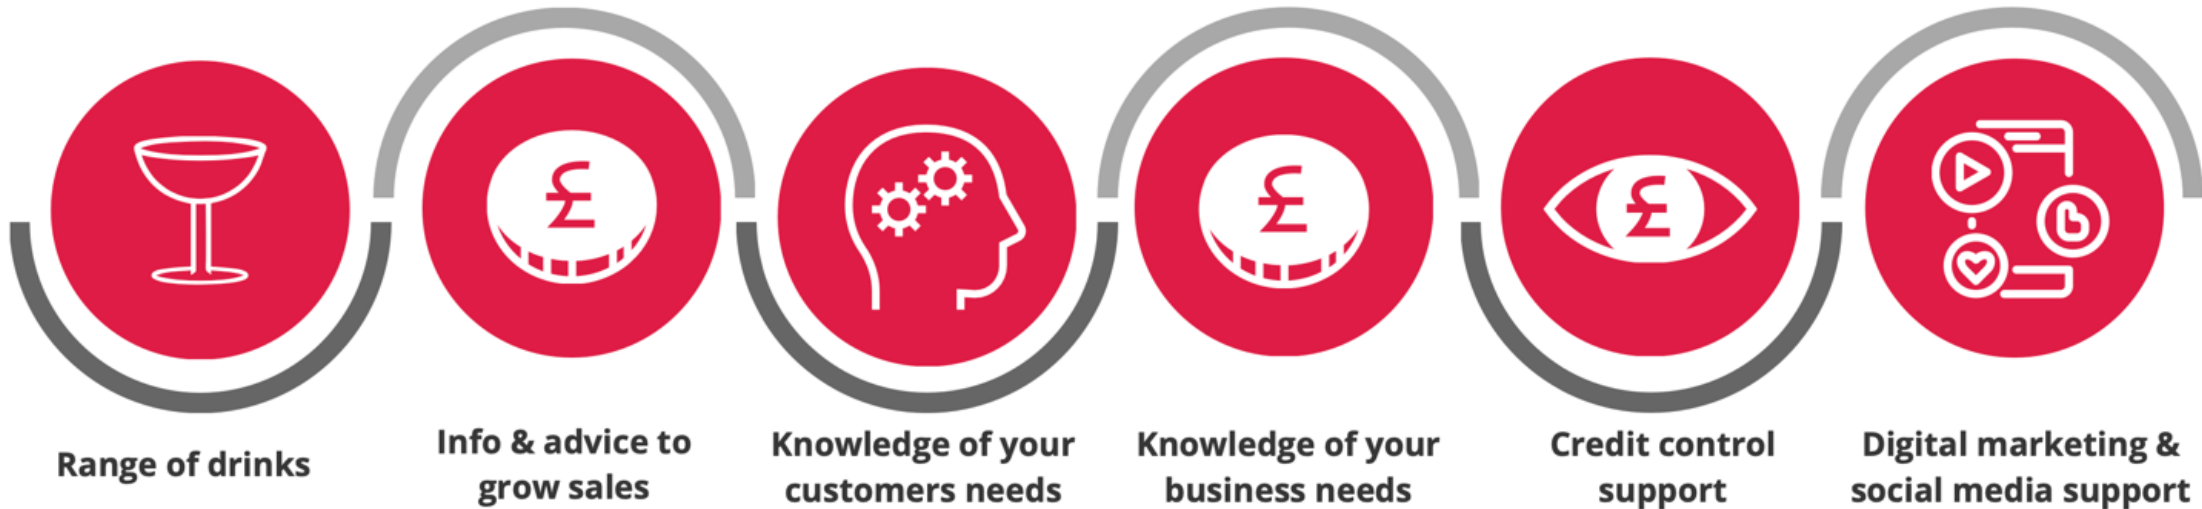 £
£
£
Range of drinks
Info & advice to
grow sales
Knowledge of your
customers needs
Knowledge of your
business needs
Credit control
support
Digital marketing &
social media support